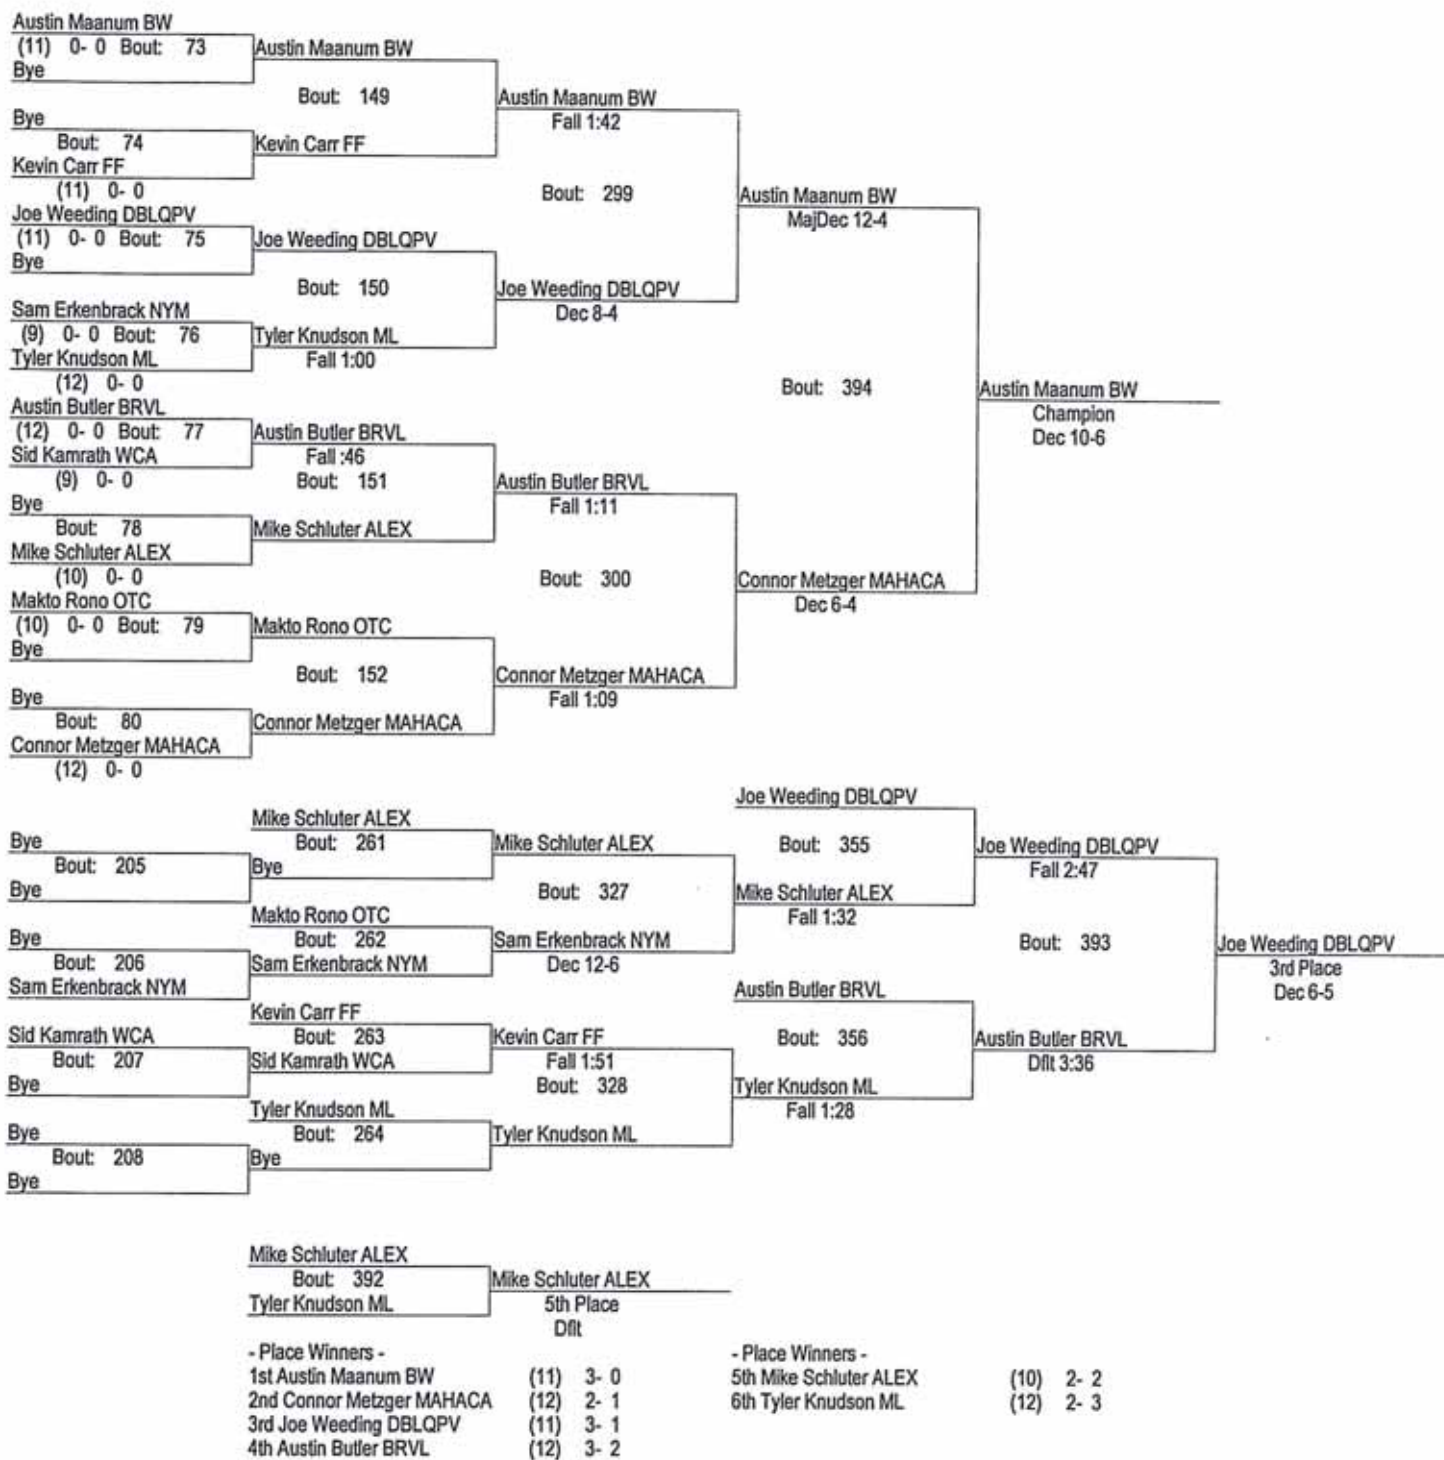 Austin Maanum BW
(11) 0- 0 Bout: 73
Bye
Austin Maanum BW
Bout: 149
Bye
Bout: 74
Kevin Carr FF
(11) 0- 0
Kevin Carr FF
Austin Maanum BW
Fall 1:42
Bout: 299
Joe Weeding DBLQPV
(11) 0- 0 Bout: 75
Bye
Joe Weeding DBLQPV
Bout: 150
Sam Erkenbrack NYM
(9) 0- 0 Bout: 76
Tyler Knudson ML
(12) 0- 0
Tyler Knudson ML
Fall 1:00
Joe Weeding DBLQPV
Dec 8-4
Austin Maanum BW
MajDec 12-4
Bout: 394
Austin Maanum BW
Champion
Dec 10-6
Austin Butler BRVL
(12) 0- 0 Bout: 77
Sid Kamrath WCA
(9) 0- 0
Austin Butler BRVL
Fall :46
Bout: 151
Bye
Bout: 78
Mike Schluter ALEX
(10) 0- 0
Mike Schluter ALEX
Austin Butler BRVL
Fall 1:11
Bout: 300
Makto Rono OTC
(10) 0- 0 Bout: 79
Bye
Makto Rono OTC
Bout: 152
Bye
Bout: 80
Connor Metzger MAHACA
(12) 0- 0
Connor Metzger MAHACA
Connor Metzger MAHACA
Fall 1:09
Connor Metzger MAHACA
Dec 6-4
Bye
Bout: 205
Bye
Mike Schluter ALEX
Bout: 261
Bye
Mike Schluter ALEX
Bout: 327
Bye
Bout: 206
Sam Erkenbrack NYM
Makto Rono OTC
Bout: 262
Sam Erkenbrack NYM
Sam Erkenbrack NYM
Dec 12-6
Joe Weeding DBLQPV
Bout: 355
Mike Schluter ALEX
Fall 1:32
Joe Weeding DBLQPV
Fall 2:47
Bout: 393
Joe Weeding DBLQPV
3rd Place
Dec 6-5
Sid Kamrath WCA
Bout: 207
Bye
Kevin Carr FF
Bout: 263
Sid Kamrath WCA
Kevin Carr FF
Fall 1:51
Bout: 328
Bye
Bout: 208
Bye
Tyler Knudson ML
Bout: 264
Bye
Tyler Knudson ML
Austin Butler BRVL
Bout: 356
Tyler Knudson ML
Fall 1:28
Austin Butler BRVL
Dflt 3:36
Mike Schluter ALEX
Bout: 392
Tyler Knudson ML
Mike Schluter ALEX
5th Place
Dflt
- Place Winners -
1st Austin Maanum BW (11) 3- 0
2nd Connor Metzger MAHACA (12) 2- 1
3rd Joe Weeding DBLQPV (11) 3- 1
4th Austin Butler BRVL (12) 3- 2
- Place Winners -
5th Mike Schluter ALEX (10) 2- 2
6th Tyler Knudson ML (12) 2- 3